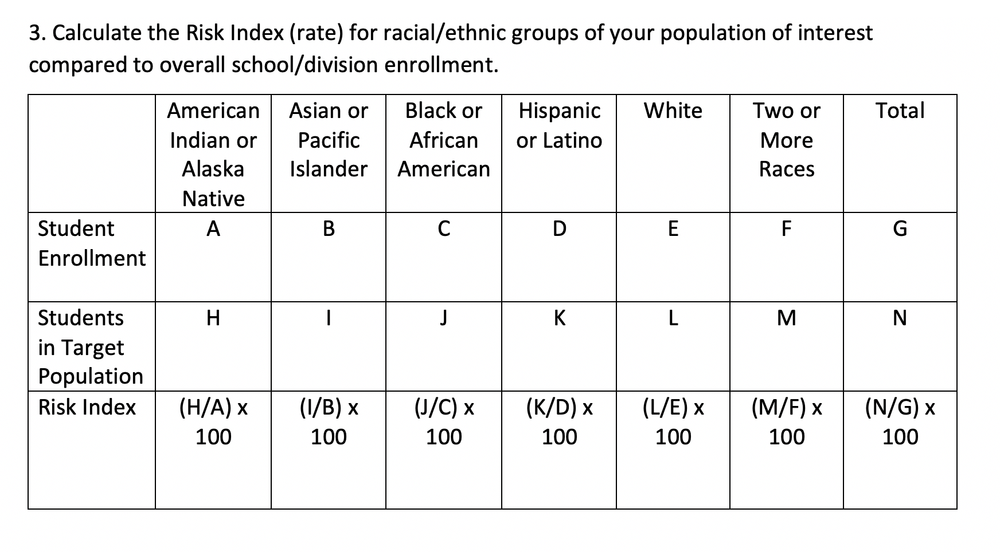 3. Calculate the Risk Index (rate) for racial/ethnic groups of your population of interest
compared to overall school/division enrollment.
American Indian or Alaska Native
Asian or Pacific Islander
Black or African American
Hispanic or Latino
White
Two or More Races
Total
Student Enrollment
A
B
C
D
E
F
G
Students in Target Population
H
I
J
K
L
M
N
Risk Index
(H/A) x 100
(I/B) x 100
(J/C) x 100
(K/D) x 100
(L/E) x 100
(M/F) x 100
(N/G) x 100